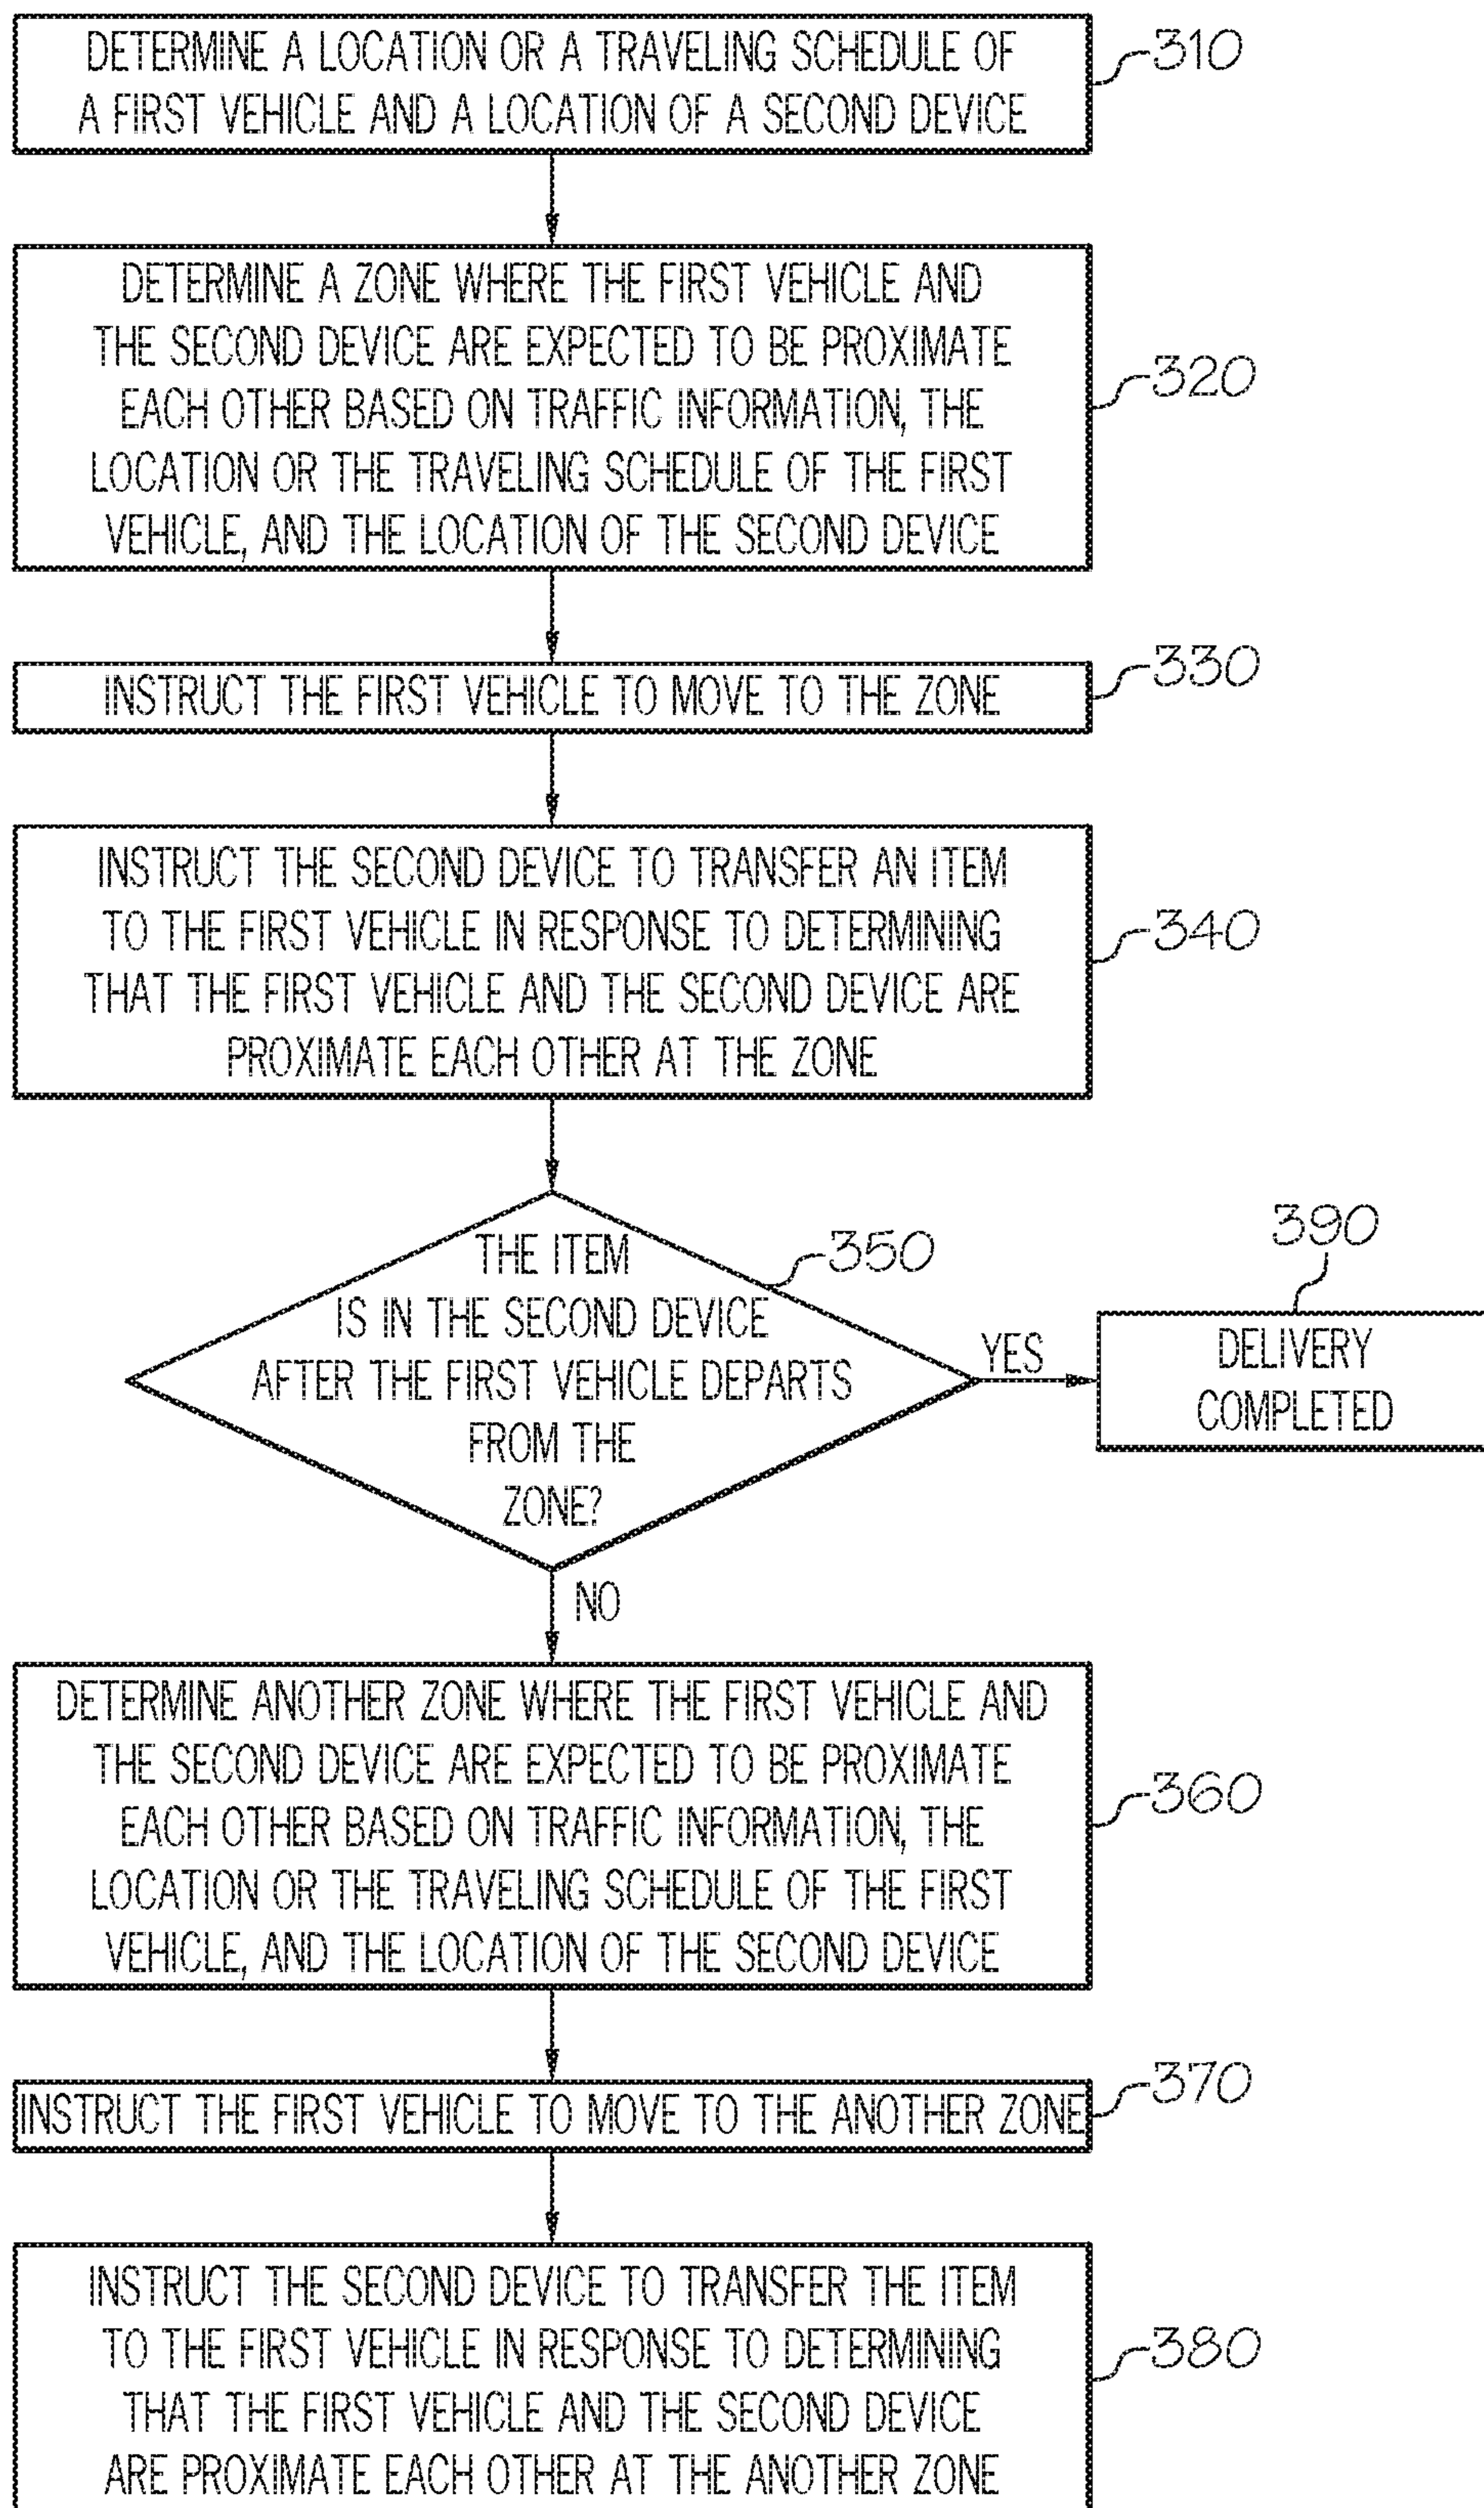 DETERMINE A LOCATION OR A TRAVELING SCHEDULE OF
A FIRST VEHICLE AND A LOCATION OF A SECOND DEVICE
310
DETERMINE A ZONE WHERE THE FIRST VEHICLE AND
THE SECOND DEVICE ARE EXPECTED TO BE PROXIMATE
EACH OTHER BASED ON TRAFFIC INFORMATION, THE
LOCATION OR THE TRAVELING SCHEDULE OF THE FIRST
VEHICLE, AND THE LOCATION OF THE SECOND DEVICE
320
INSTRUCT THE FIRST VEHICLE TO MOVE TO THE ZONE
330
INSTRUCT THE SECOND DEVICE TO TRANSFER AN ITEM
TO THE FIRST VEHICLE IN RESPONSE TO DETERMINING
THAT THE FIRST VEHICLE AND THE SECOND DEVICE ARE
PROXIMATE EACH OTHER AT THE ZONE
340
THE ITEM
IS IN THE SECOND DEVICE
AFTER THE FIRST VEHICLE DEPARTS
FROM THE
ZONE?
350
YES
390
DELIVERY
COMPLETED
NO
DETERMINE ANOTHER ZONE WHERE THE FIRST VEHICLE AND
THE SECOND DEVICE ARE EXPECTED TO BE PROXIMATE
EACH OTHER BASED ON TRAFFIC INFORMATION, THE
LOCATION OR THE TRAVELING SCHEDULE OF THE FIRST
VEHICLE, AND THE LOCATION OF THE SECOND DEVICE
360
INSTRUCT THE FIRST VEHICLE TO MOVE TO THE ANOTHER ZONE
370
INSTRUCT THE SECOND DEVICE TO TRANSFER THE ITEM
TO THE FIRST VEHICLE IN RESPONSE TO DETERMINING
THAT THE FIRST VEHICLE AND THE SECOND DEVICE
ARE PROXIMATE EACH OTHER AT THE ANOTHER ZONE
380